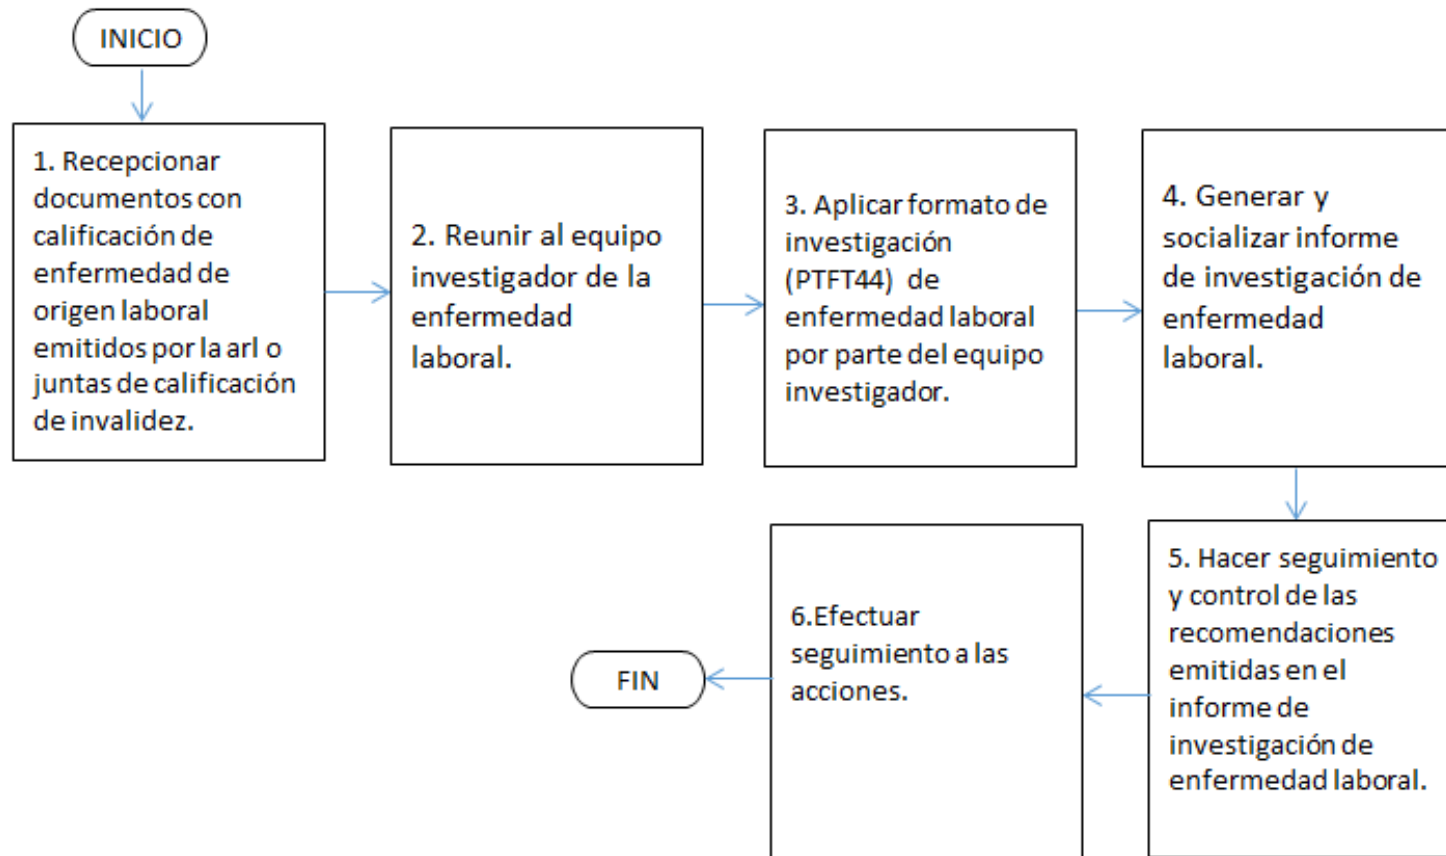 INICIO
1. Recepcionar
documentos con
calificación de
enfermedad de
origen laboral
emitidos por la arl o
juntas de calificación
de invalidez.
2. Reunir al equipo
investigador de la
enfermedad
laboral.
3. Aplicar formato de
investigación
(PTFT44) de
enfermedad laboral
por parte del equipo
investigador.
4. Generar y
socializar informe
de investigación de
enfermedad
laboral.
5. Hacer seguimiento
y control de las
recomendaciones
emitidas en el
informe de
investigación de
enfermedad laboral.
6.Efectuar
seguimiento a las
acciones.
FIN